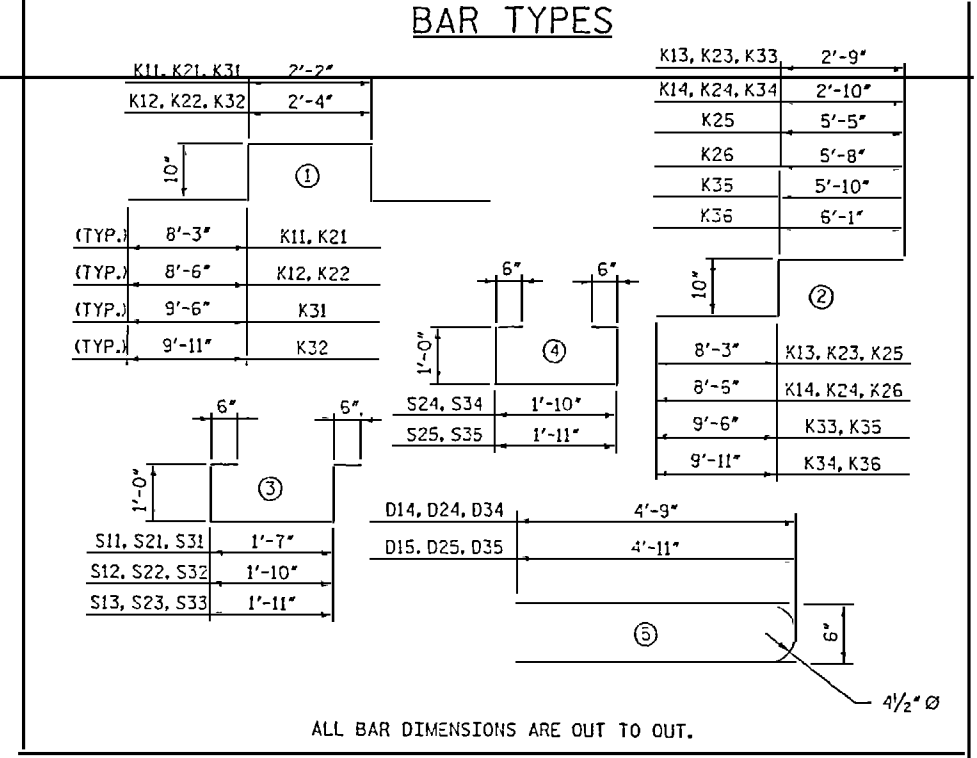 BAR TYPES
K11, K21, K31 2'-2"
K12, K22, K32 2'-4"
10"
1
(TYP.) 8'-3" K11, K21
(TYP.) 8'-6" K12, K22
(TYP.) 9'-6" K31
(TYP.) 9'-11" K32
K13, K23, K33 2'-9"
K14, K24, K34 2'-10"
K25 5'-5"
K26 5'-8"
K35 5'-10"
K36 6'-1"
10"
2
8'-3" K13, K23, K25
8'-6" K14, K24, K26
9'-6" K33, K35
9'-11" K34, K36
6" 6"
1'-0"
4
S24, S34 1'-10"
S25, S35 1'-11"
6" 6"
1'-0"
3
S11, S21, S31 1'-7"
S12, S22, S32 1'-10"
S13, S23, S33 1'-11"
D14, D24, D34 4'-9"
D15, D25, D35 4'-11"
5
6"
4½" Ø
ALL BAR DIMENSIONS ARE OUT TO OUT.